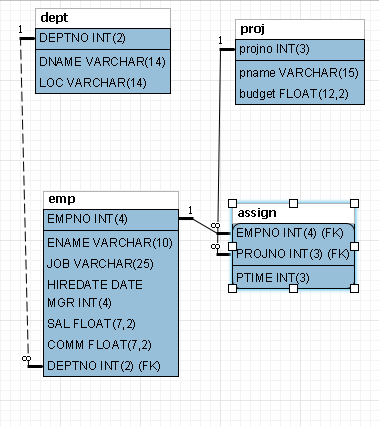 dept
1
DEPTNO INT(2)
DNAME VARCHAR(14)
LOC VARCHAR(14)
proj
1
projno INT(3)
pname VARCHAR(15)
budget FLOAT(12,2)
emp
EMPNO INT(4)
1
ENAME VARCHAR(10)
JOB VARCHAR(25)
HIREDATE DATE
MGR INT(4)
SAL FLOAT(7,2)
COMM FLOAT(7,2)
∞
DEPTNO INT(2) (FK)
assign
∞
EMPNO INT(4) (FK)
∞
PROJNO INT(3) (FK)
PTIME INT(3)